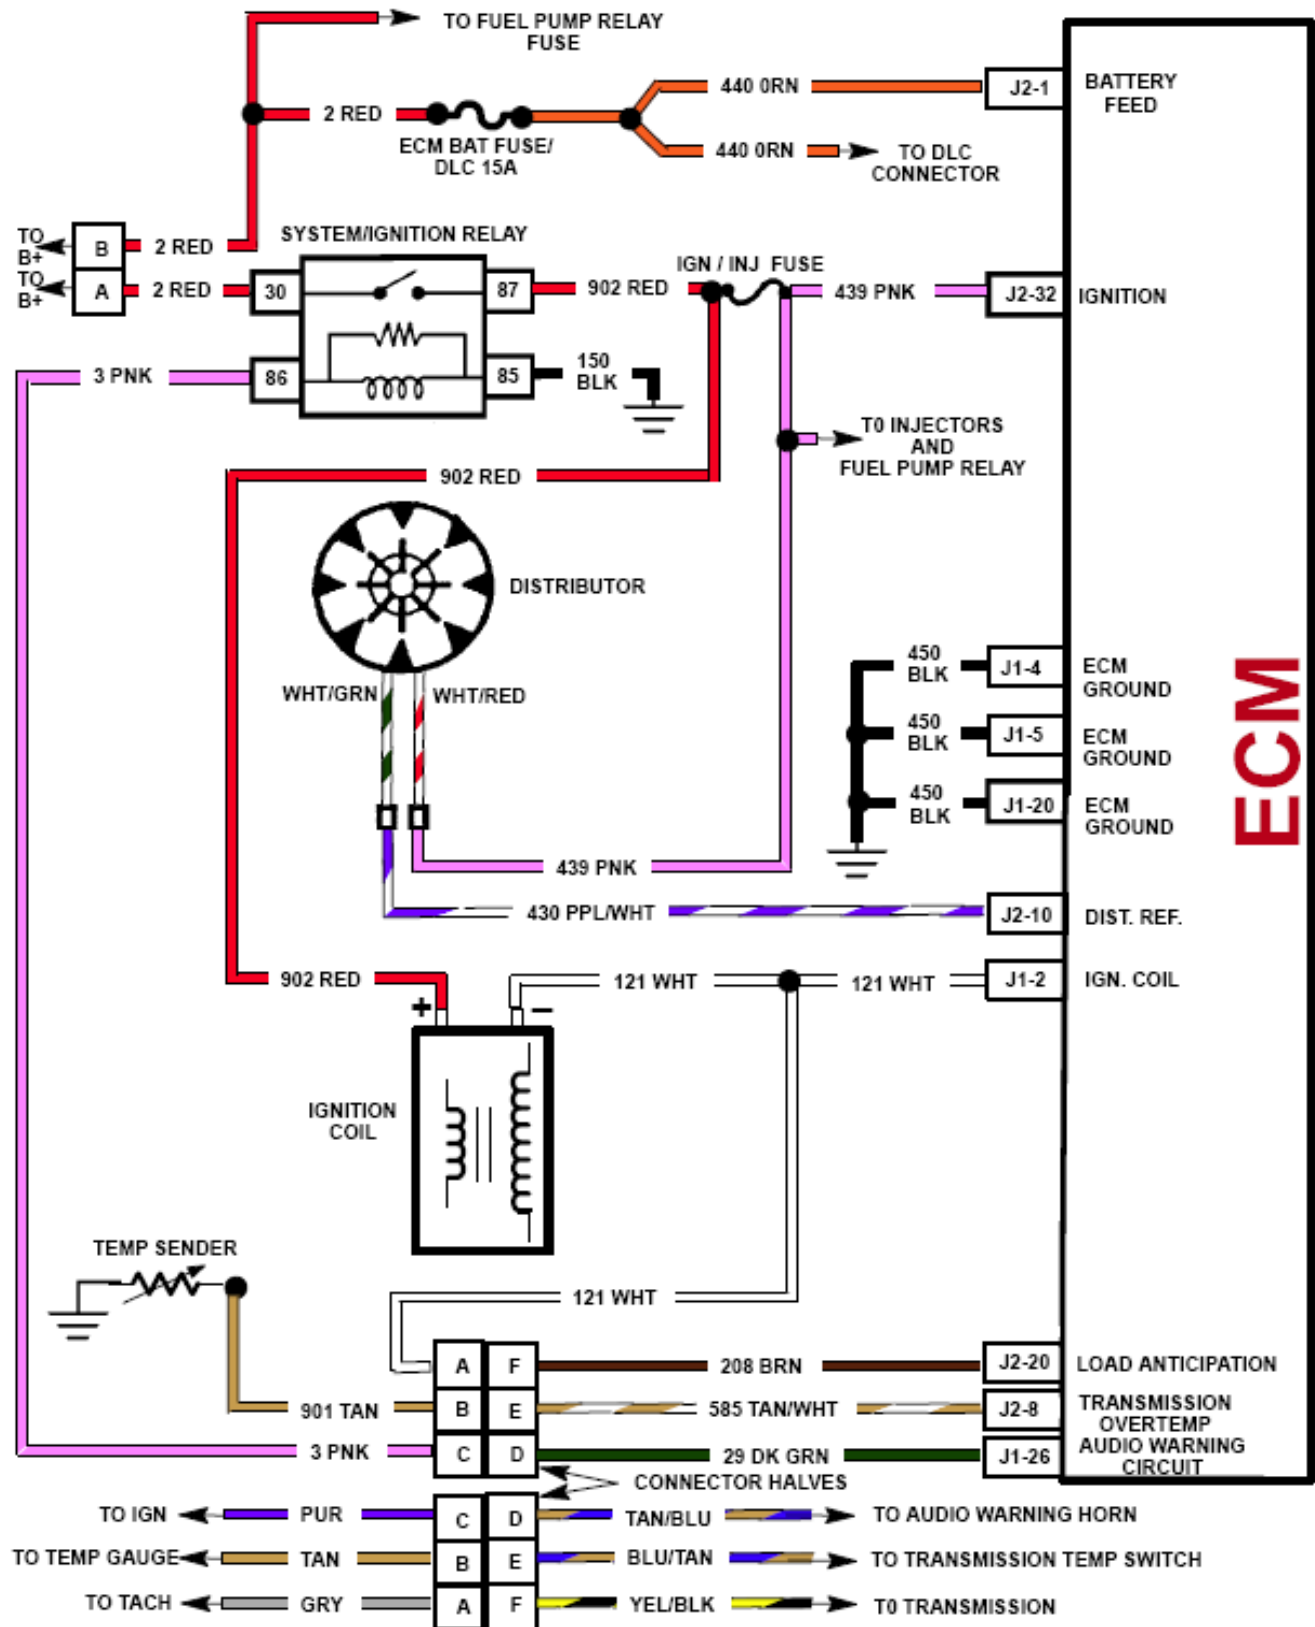 TO FUEL PUMP RELAY
FUSE
440 0RN
J2-1
BATTERY
FEED
2 RED
ECM BAT FUSE/
DLC 15A
440 0RN
TO DLC
CONNECTOR
TO
B+
B
2 RED
SYSTEM/IGNITION RELAY
TO
B+
A
2 RED
30
87
902 RED
IGN / INJ FUSE
439 PNK
J2-32
IGNITION
3 PNK
86
85
150
BLK
T0 INJECTORS
AND
FUEL PUMP RELAY
902 RED
DISTRIBUTOR
WHT/GRN
WHT/RED
450
BLK
J1-4
ECM
GROUND
450
BLK
J1-5
ECM
GROUND
450
BLK
J1-20
ECM
GROUND
ECM
439 PNK
430 PPL/WHT
J2-10
DIST. REF.
902 RED
121 WHT
121 WHT
J1-2
IGN. COIL
+
−
IGNITION
COIL
TEMP SENDER
121 WHT
A
F
208 BRN
J2-20
LOAD ANTICIPATION
901 TAN
B
E
585 TAN/WHT
J2-8
TRANSMISSION
OVERTEMP
3 PNK
C
D
29 DK GRN
J1-26
AUDIO WARNING
CIRCUIT
CONNECTOR HALVES
TO IGN
PUR
C
D
TAN/BLU
TO AUDIO WARNING HORN
TO TEMP GAUGE
TAN
B
E
BLU/TAN
TO TRANSMISSION TEMP SWITCH
TO TACH
GRY
A
F
YEL/BLK
T0 TRANSMISSION